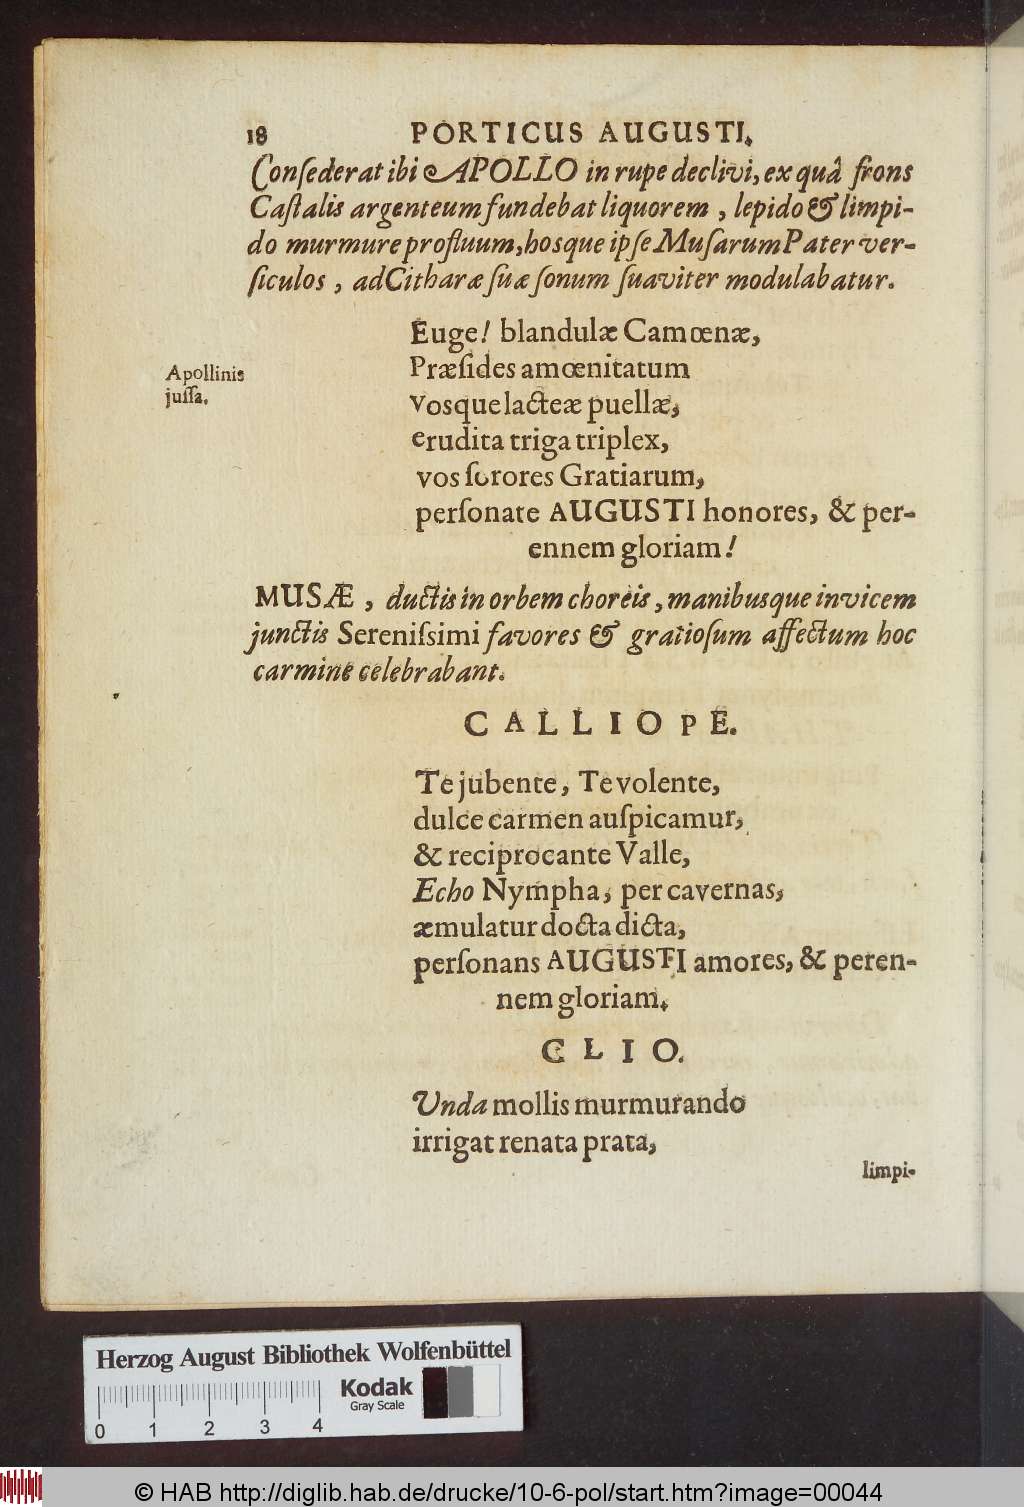 18 PORTICUS AUGUSTI.
Conſederat ibi APOLLO in rupe declivi, ex quâ frons
Caſtalis argenteum fundebat liquorem, lepido & limpi-
do murmure profluum, hosque ipſe Muſarum Pater ver-
ſiculos, ad Citharæ ſuæ ſonum ſuaviter modulabatur.
Euge! blandulæ Camœnæ,
Apollinis
juſſa.
Præſides amœnitatum
vosque lacteæ puellæ,
erudita triga triplex,
vos ſorores Gratiarum,
perſonate AUGUSTI honores, & per-
ennem gloriam!
MUSÆ, ductis in orbem choreis, manibusque invicem
junctis Sereniſsimi favores & gratioſum affectum hoc
carmine celebrabant.
CALLIOPE.
Te jubente, Te volente,
dulce carmen auſpicamur,
& reciprocante Valle,
Echo Nympha, per cavernas,
æmulatur docta dicta,
perſonans AUGUSTI amores, & peren-
nem gloriam.
CLIO.
Unda mollis murmurando
irrigat renata prata,
limpi-
Herzog August Bibliothek Wolfenbüttel
Kodak
Gray Scale
0 1 2 3 4
© HAB http://diglib.hab.de/drucke/10-6-pol/start.htm?image=00044